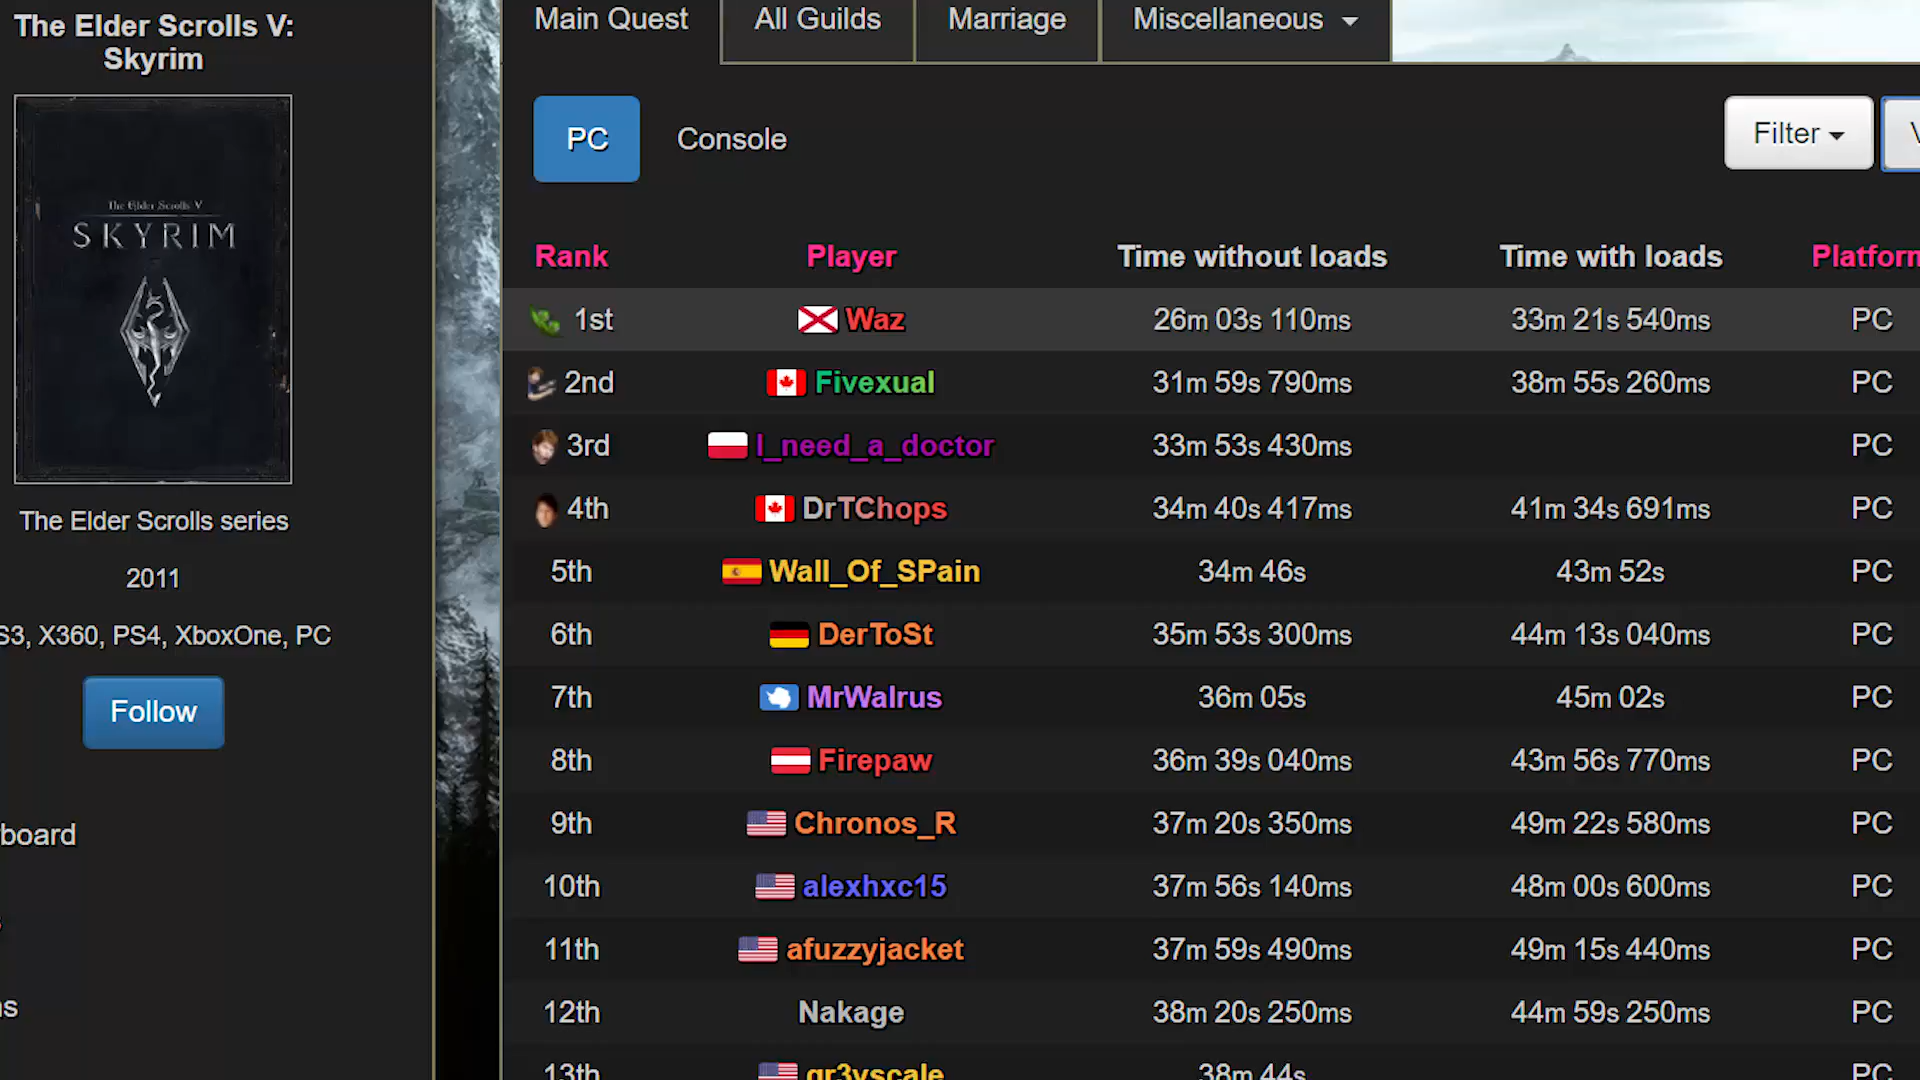 The Elder Scrolls V:
Skyrim
The Elder Scrolls V
SKYRIM
The Elder Scrolls series
2011
S3, X360, PS4, XboxOne, PC
Follow
board
Main Quest All Guilds Marriage Miscellaneous
PC Console Filter
Rank Player Time without loads Time with loads Platform
1st Waz 26m 03s 110ms 33m 21s 540ms PC
2nd Fivexual 31m 59s 790ms 38m 55s 260ms PC
3rd I_need_a_doctor 33m 53s 430ms PC
4th DrTChops 34m 40s 417ms 41m 34s 691ms PC
5th Wall_Of_SPain 34m 46s 43m 52s PC
6th DerToSt 35m 53s 300ms 44m 13s 040ms PC
7th MrWalrus 36m 05s 45m 02s PC
8th Firepaw 36m 39s 040ms 43m 56s 770ms PC
9th Chronos_R 37m 20s 350ms 49m 22s 580ms PC
10th alexhxc15 37m 56s 140ms 48m 00s 600ms PC
11th afuzzyjacket 37m 59s 490ms 49m 15s 440ms PC
12th Nakage 38m 20s 250ms 44m 59s 250ms PC
13th gr3yscale 38m 44s PC